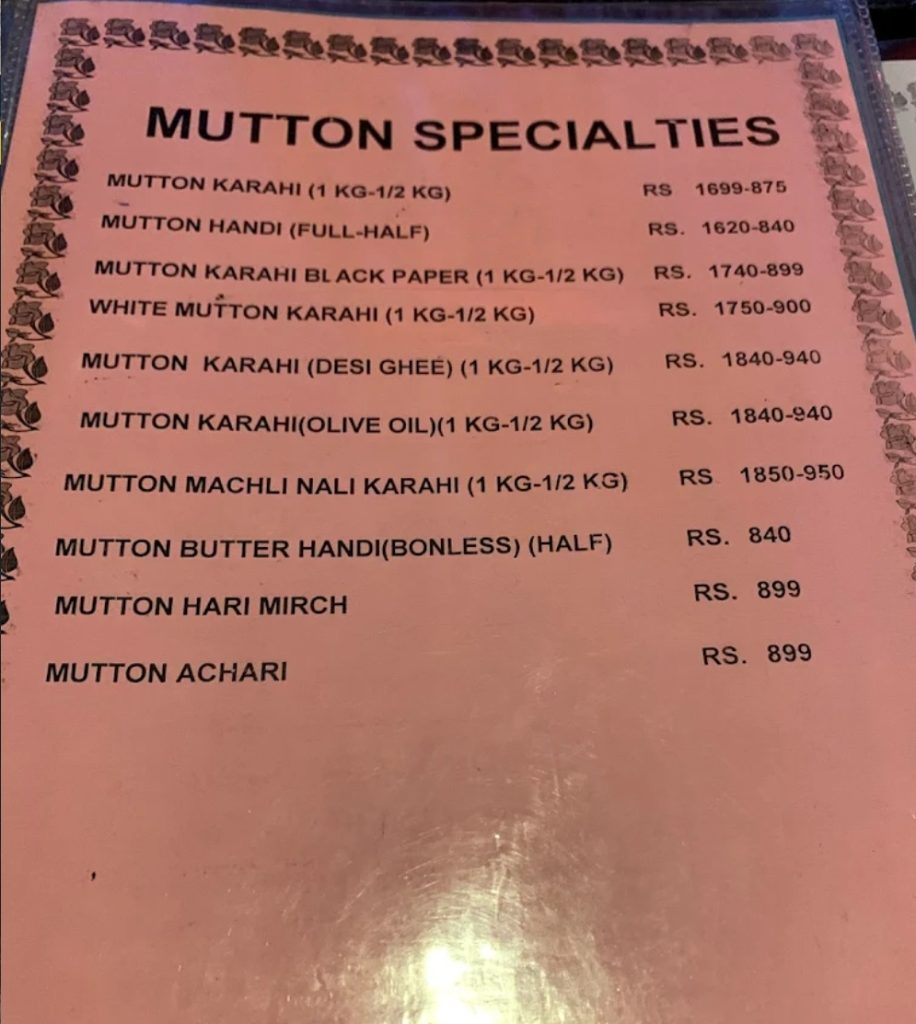 MUTTON SPECIALTIES
MUTTON KARAHI (1 KG-1/2 KG) RS 1699-875
MUTTON HANDI (FULL-HALF) RS. 1620-840
MUTTON KARAHI BLACK PAPER (1 KG-1/2 KG) RS. 1740-899
WHITE MUTTON KARAHI (1 KG-1/2 KG) RS. 1750-900
MUTTON KARAHI (DESI GHEE) (1 KG-1/2 KG) RS. 1840-940
MUTTON KARAHI(OLIVE OIL)(1 KG-1/2 KG) RS. 1840-940
MUTTON MACHLI NALI KARAHI (1 KG-1/2 KG) RS 1850-950
MUTTON BUTTER HANDI(BONLESS) (HALF) RS. 840
MUTTON HARI MIRCH RS. 899
MUTTON ACHARI RS. 899